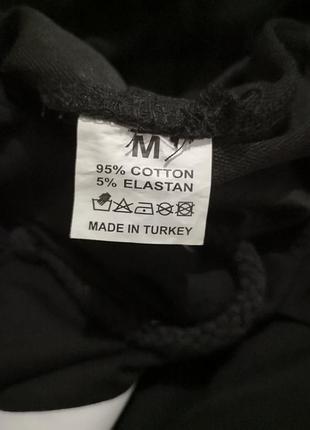 M
95% COTTON
5% ELASTAN
MADE IN TURKEY